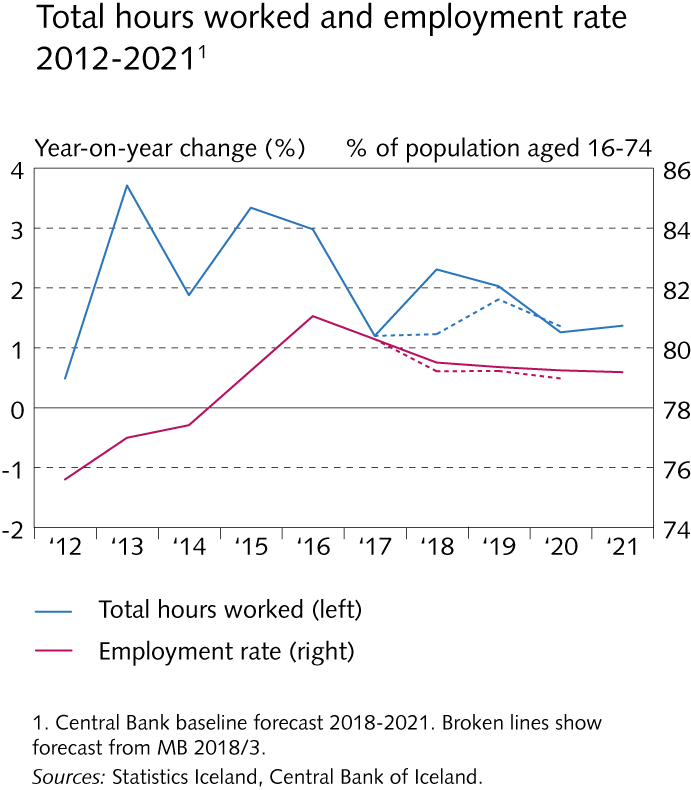 Total hours worked and employment rate
2012-2021¹
Year-on-year change (%) % of population aged 16-74
4 86
3 84
2 82
1 80
0 78
-1 76
-2 74
‘12 ‘13 ‘14 ‘15 ‘16 ‘17 ‘18 ‘19 ‘20 ‘21
Total hours worked (left)
Employment rate (right)
1. Central Bank baseline forecast 2018-2021. Broken lines show
forecast from MB 2018/3.
Sources: Statistics Iceland, Central Bank of Iceland.